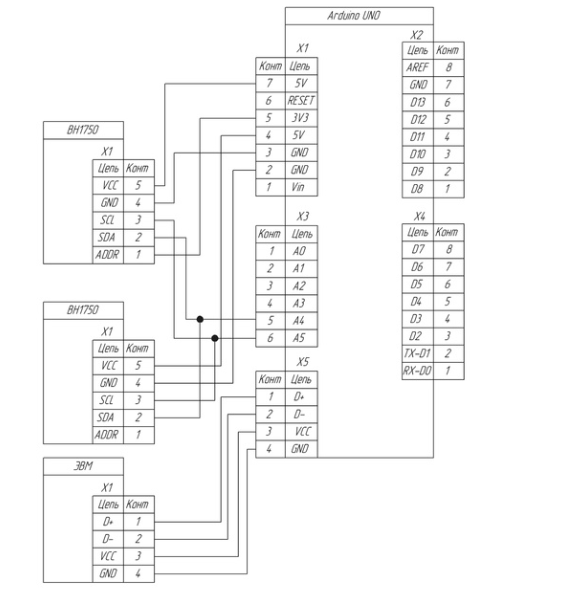 Arduino UNO
X1
Конт Цепь
7 5V
6 RESET
5 3V3
4 5V
3 GND
2 GND
1 Vin
X2
Цепь Конт
AREF 8
GND 7
D13 6
D12 5
D11 4
D10 3
D9 2
D8 1
BH1750
X1
Цепь Конт
VCC 5
GND 4
SCL 3
SDA 2
ADDR 1
X3
Конт Цепь
1 A0
2 A1
3 A2
4 A3
5 A4
6 A5
X4
Цепь Конт
D7 8
D6 7
D5 6
D4 5
D3 4
D2 3
TX-D1 2
RX-D0 1
BH1750
X1
Цепь Конт
VCC 5
GND 4
SCL 3
SDA 2
ADDR 1
X5
Конт Цепь
1 D+
2 D-
3 VCC
4 GND
ЭВМ
X1
Цепь Конт
D+ 1
D- 2
VCC 3
GND 4